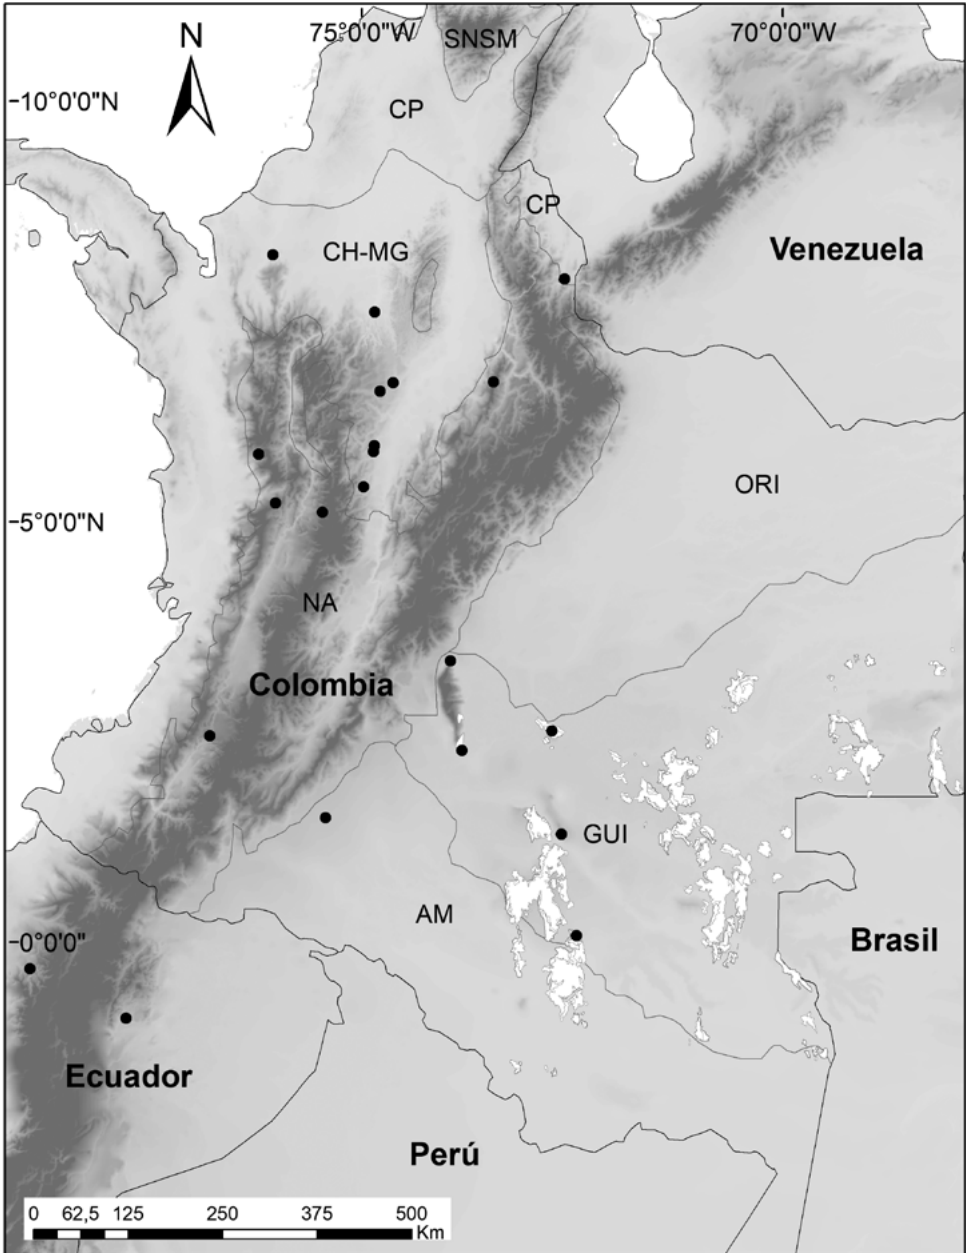 75°0'0"W
70°0'0"W
N
SNSM
10°0'0"N
CP
CP
CH-MG
Venezuela
ORI
5°0'0"N
NA
Colombia
GUI
AM
0°0'0"
Brasil
Ecuador
Perú
0 62,5 125 250 375 500
Km